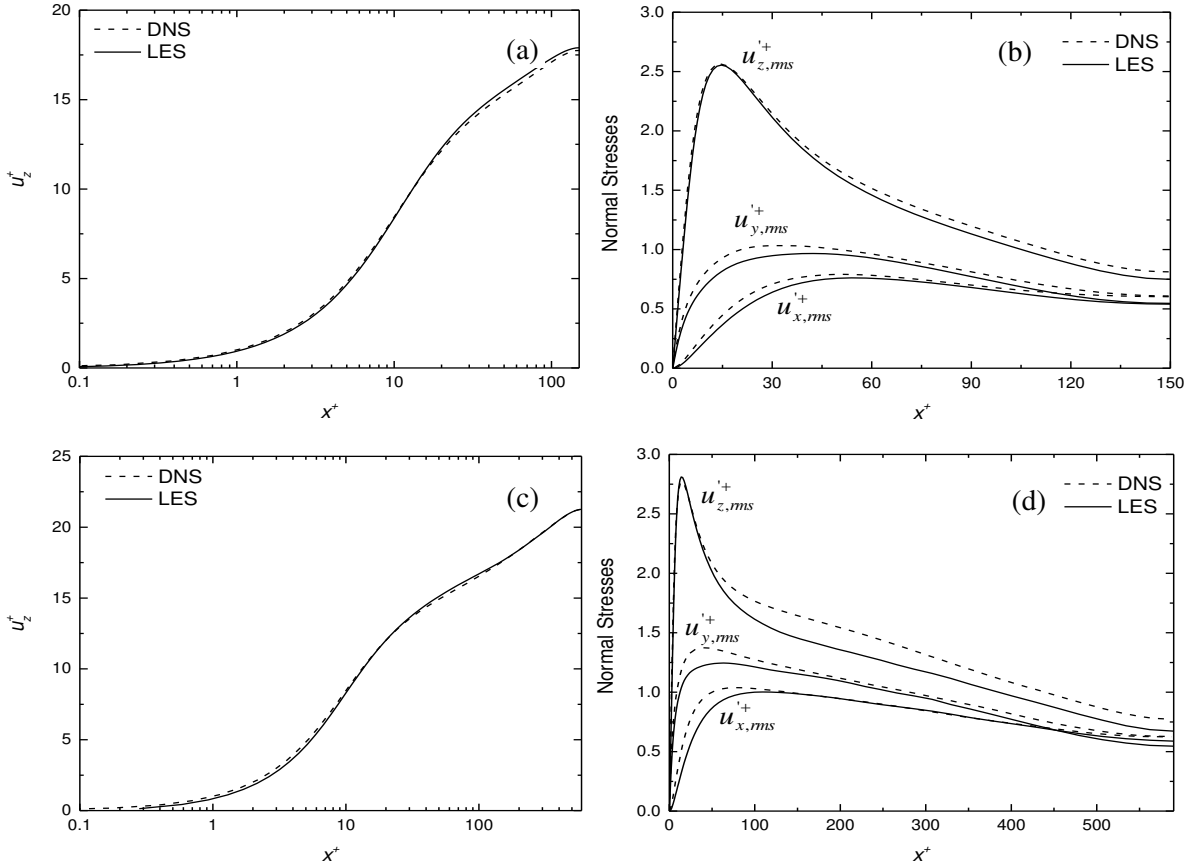 20
15
10
5
0
0.1 1 10 100
u_z^+
x^+
DNS
LES
(a)
3.0
2.5
2.0
1.5
1.0
0.5
0.0
0 30 60 90 120 150
Normal Stresses
x^+
u'^+_{z,rms}
u'^+_{y,rms}
u'^+_{x,rms}
(b)
DNS
LES
25
20
15
10
5
0
0.1 1 10 100
u_z^+
x^+
DNS
LES
(c)
3.0
2.5
2.0
1.5
1.0
0.5
0.0
0 50 100 200 300 400 500
Normal Stresses
x^+
u'^+_{z,rms}
u'^+_{y,rms}
u'^+_{x,rms}
(d)
DNS
LES